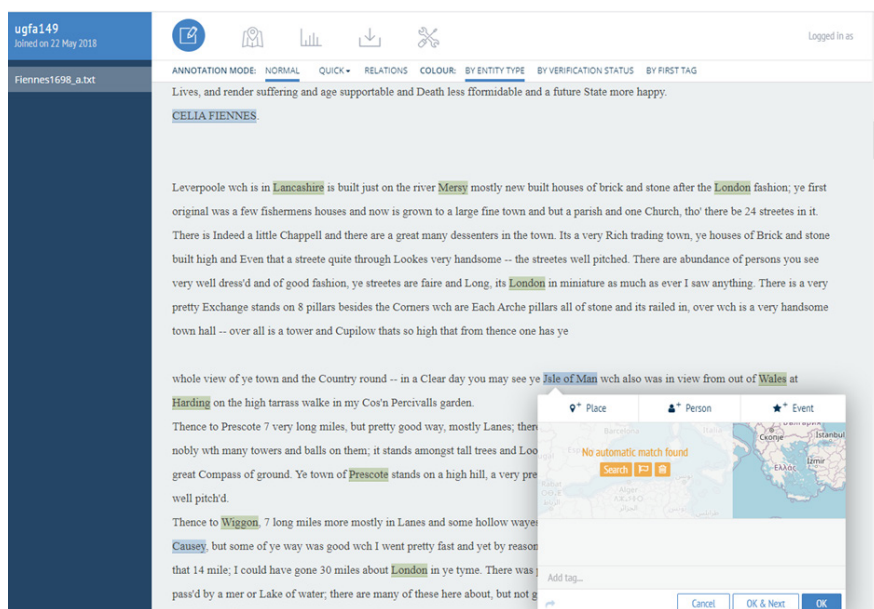 ugfa149
Joined on 22 May 2018
Logged in as
Fiennes1698_a.txt
ANNOTATION MODE: NORMAL QUICK RELATIONS COLOUR: BY ENTITY TYPE BY VERIFICATION STATUS BY FIRST TAG
Lives, and render suffering and age supportable and Death less fformidable and a future State more happy.
CELIA FIENNES.
Leverpoole wch is in Lancashire is built just on the river Mersy mostly new built houses of brick and stone after the London fashion; ye first
original was a few fishermens houses and now is grown to a large fine town and but a parish and one Church, tho' there be 24 streetes in it.
There is Indeed a little Chappell and there are a great many dessenters in the town. Its a very Rich trading town, ye houses of Brick and stone
built high and Even that a streete quite through Lookes very handsome -- the streetes well pitched. There are abundance of persons you see
very well dress'd and of good fashion, ye streetes are faire and Long, its London in miniature as much as ever I saw anything. There is a very
pretty Exchange stands on 8 pillars besides the Corners wch are Each Arche pillars all of stone and its railed in, over wch is a very handsome
town hall -- over all is a tower and Cupilow thats so high that from thence one has ye
whole view of ye town and the Country round -- in a Clear day you may see ye Jsle of Man wch also was in view from out of Wales at
Harding on the high tarrass walke in my Cos'n Percivalls garden.
Thence to Prescote 7 very long miles, but pretty good way, mostly Lanes;
nobly wth many towers and balls on them; it stands amongst tall trees and
great Compass of ground. Ye town of Prescote stands on a high hill, a very
well pitch'd.
Thence to Wiggon, 7 long miles more mostly in Lanes and some hollow
Causey, but some of ye way was good wch I went pretty fast and yet by
that 14 mile; I could have gone 30 miles about London in ye tyme. There was
pass'd by a mer or Lake of water; there are many of these here about, but not
Place Person Event
Barcelona
No automatic match found
Search
Alger
Скопје
İstanbul
İzmir
Ελλάς
Add tag...
Cancel OK & Next OK